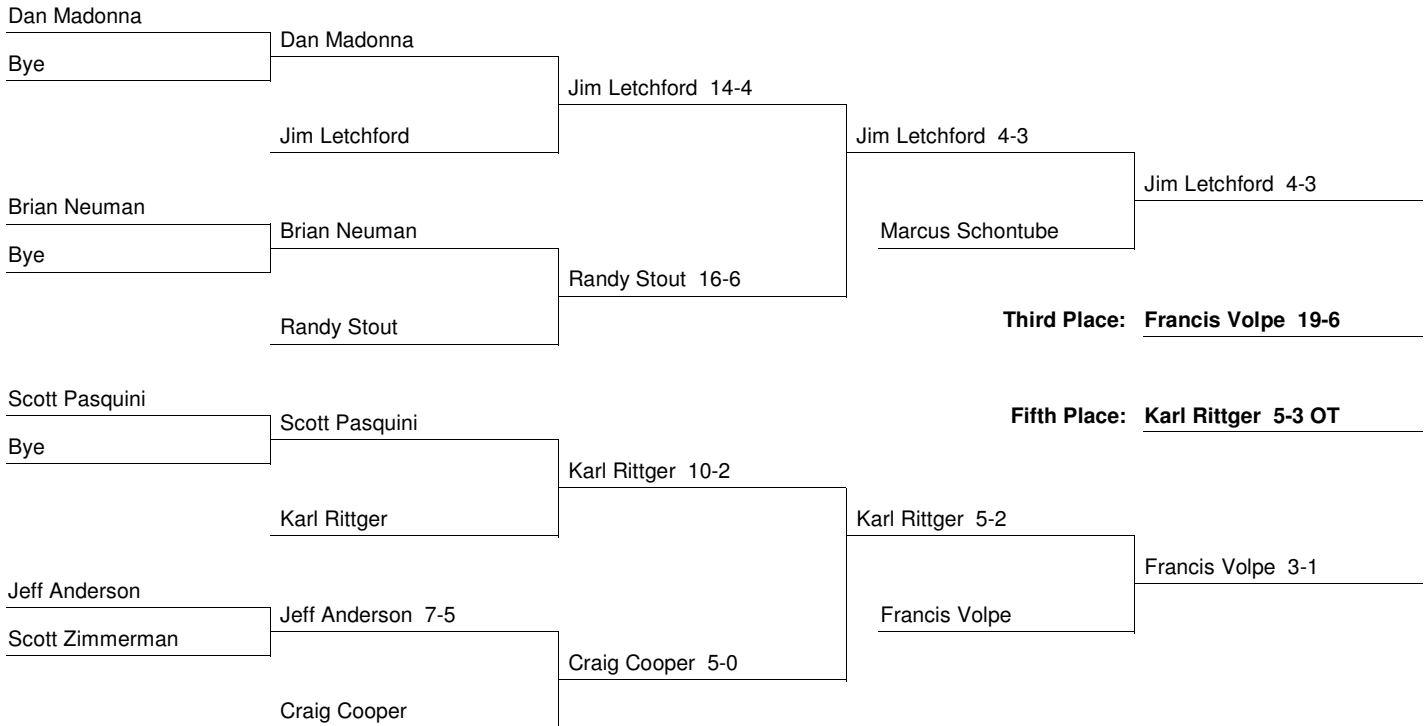 Dan Madonna
Dan Madonna
Bye
Jim Letchford 14-4
Jim Letchford
Jim Letchford 4-3
Jim Letchford 4-3
Brian Neuman
Brian Neuman
Marcus Schontube
Bye
Randy Stout 16-6
Randy Stout
Third Place: Francis Volpe 19-6
Scott Pasquini
Scott Pasquini
Fifth Place: Karl Rittger 5-3 OT
Bye
Karl Rittger 10-2
Karl Rittger
Karl Rittger 5-2
Francis Volpe 3-1
Jeff Anderson
Jeff Anderson 7-5
Francis Volpe
Scott Zimmerman
Craig Cooper 5-0
Craig Cooper